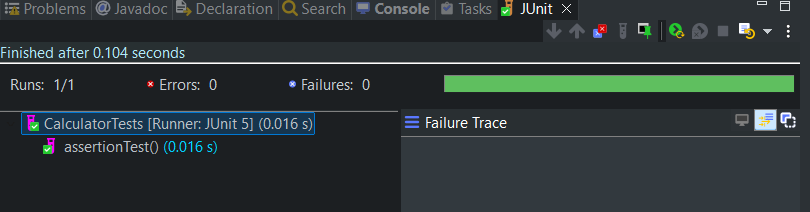 Problems @ Javadoc Declaration Search Console Tasks JUnit
Finished after 0.104 seconds
Runs: 1/1 Errors: 0 Failures: 0
CalculatorTests [Runner: JUnit 5] (0.016 s)
Failure Trace
assertionTest() (0.016 s)